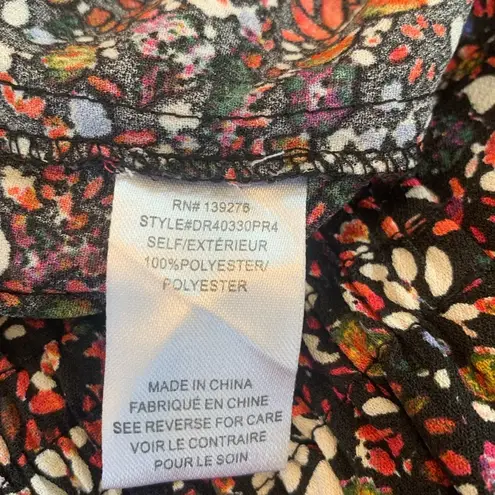 RN# 139278
STYLE#DR40330PR4
SELF/EXTÉRIEUR
100%POLYESTER/
POLYESTER
MADE IN CHINA
FABRIQUÉ EN CHINE
SEE REVERSE FOR CARE
VOIR LE CONTRAIRE
POUR LE SOIN